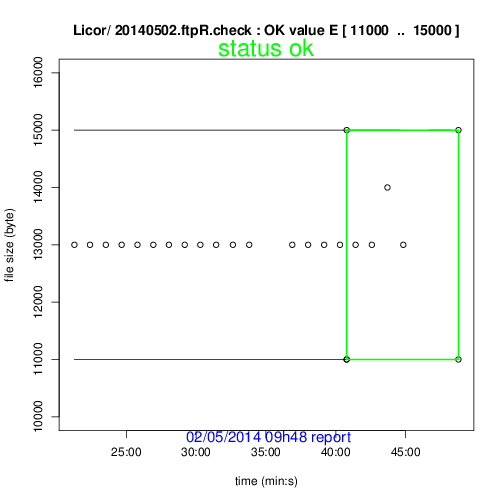 Licor/ 20140502.ftpR.check : OK value E [ 11000 .. 15000 ]
status ok
16000
15000
14000
13000
12000
11000
10000
file size (byte)
02/05/2014 09h48 report
25:00 30:00 35:00 40:00 45:00
time (min:s)